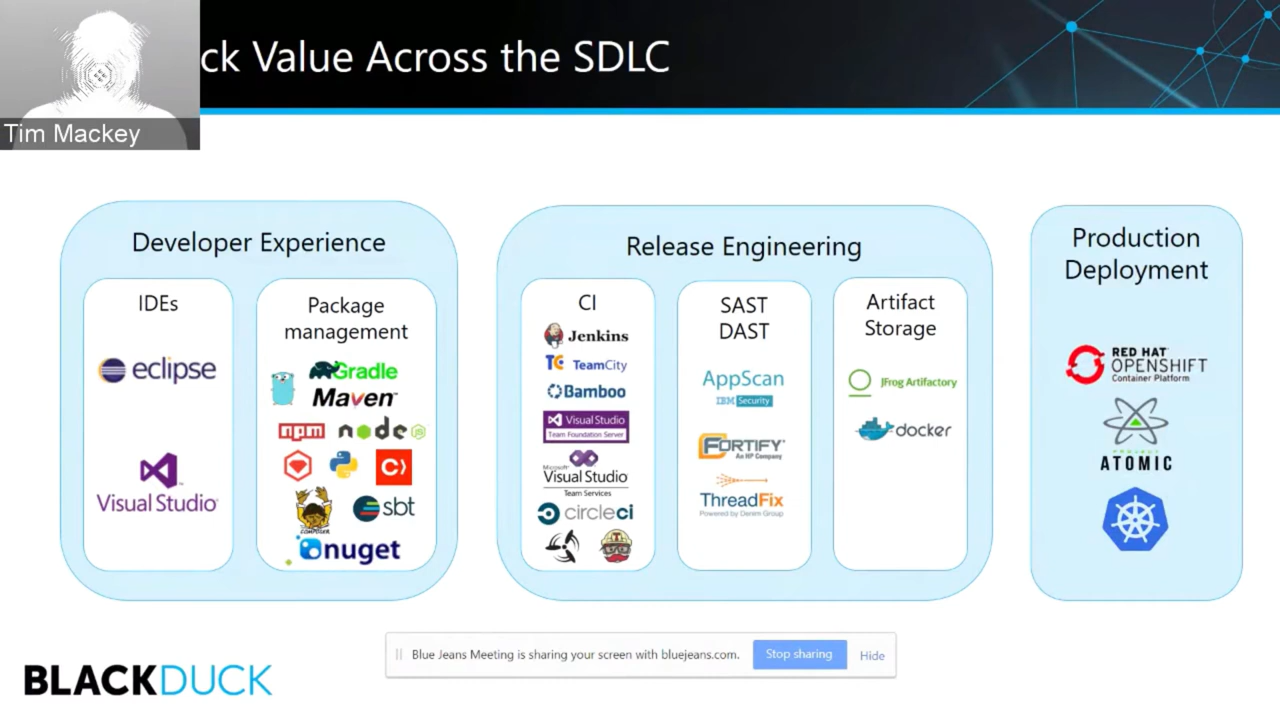 ck Value Across the SDLC
Tim Mackey
Developer Experience
IDEs
eclipse
Visual Studio
Package
management
Gradle
Maven
npm
node
JS
sbt
COMPOSER
nuget
Release Engineering
CI
Jenkins
TC TeamCity
Bamboo
Visual Studio
Team Foundation Server
Microsoft
Visual Studio
Team Services
circleci
SAST
DAST
AppScan
IBM Security
FORTIFY
An HP Company
ThreadFix
Powered by Denim Group
Artifact
Storage
JFrog Artifactory
docker
Production
Deployment
RED HAT
OPENSHIFT
Container Platform
PROJECT
ATOMIC
Blue Jeans Meeting is sharing your screen with bluejeans.com.
Stop sharing
Hide
BLACKDUCK